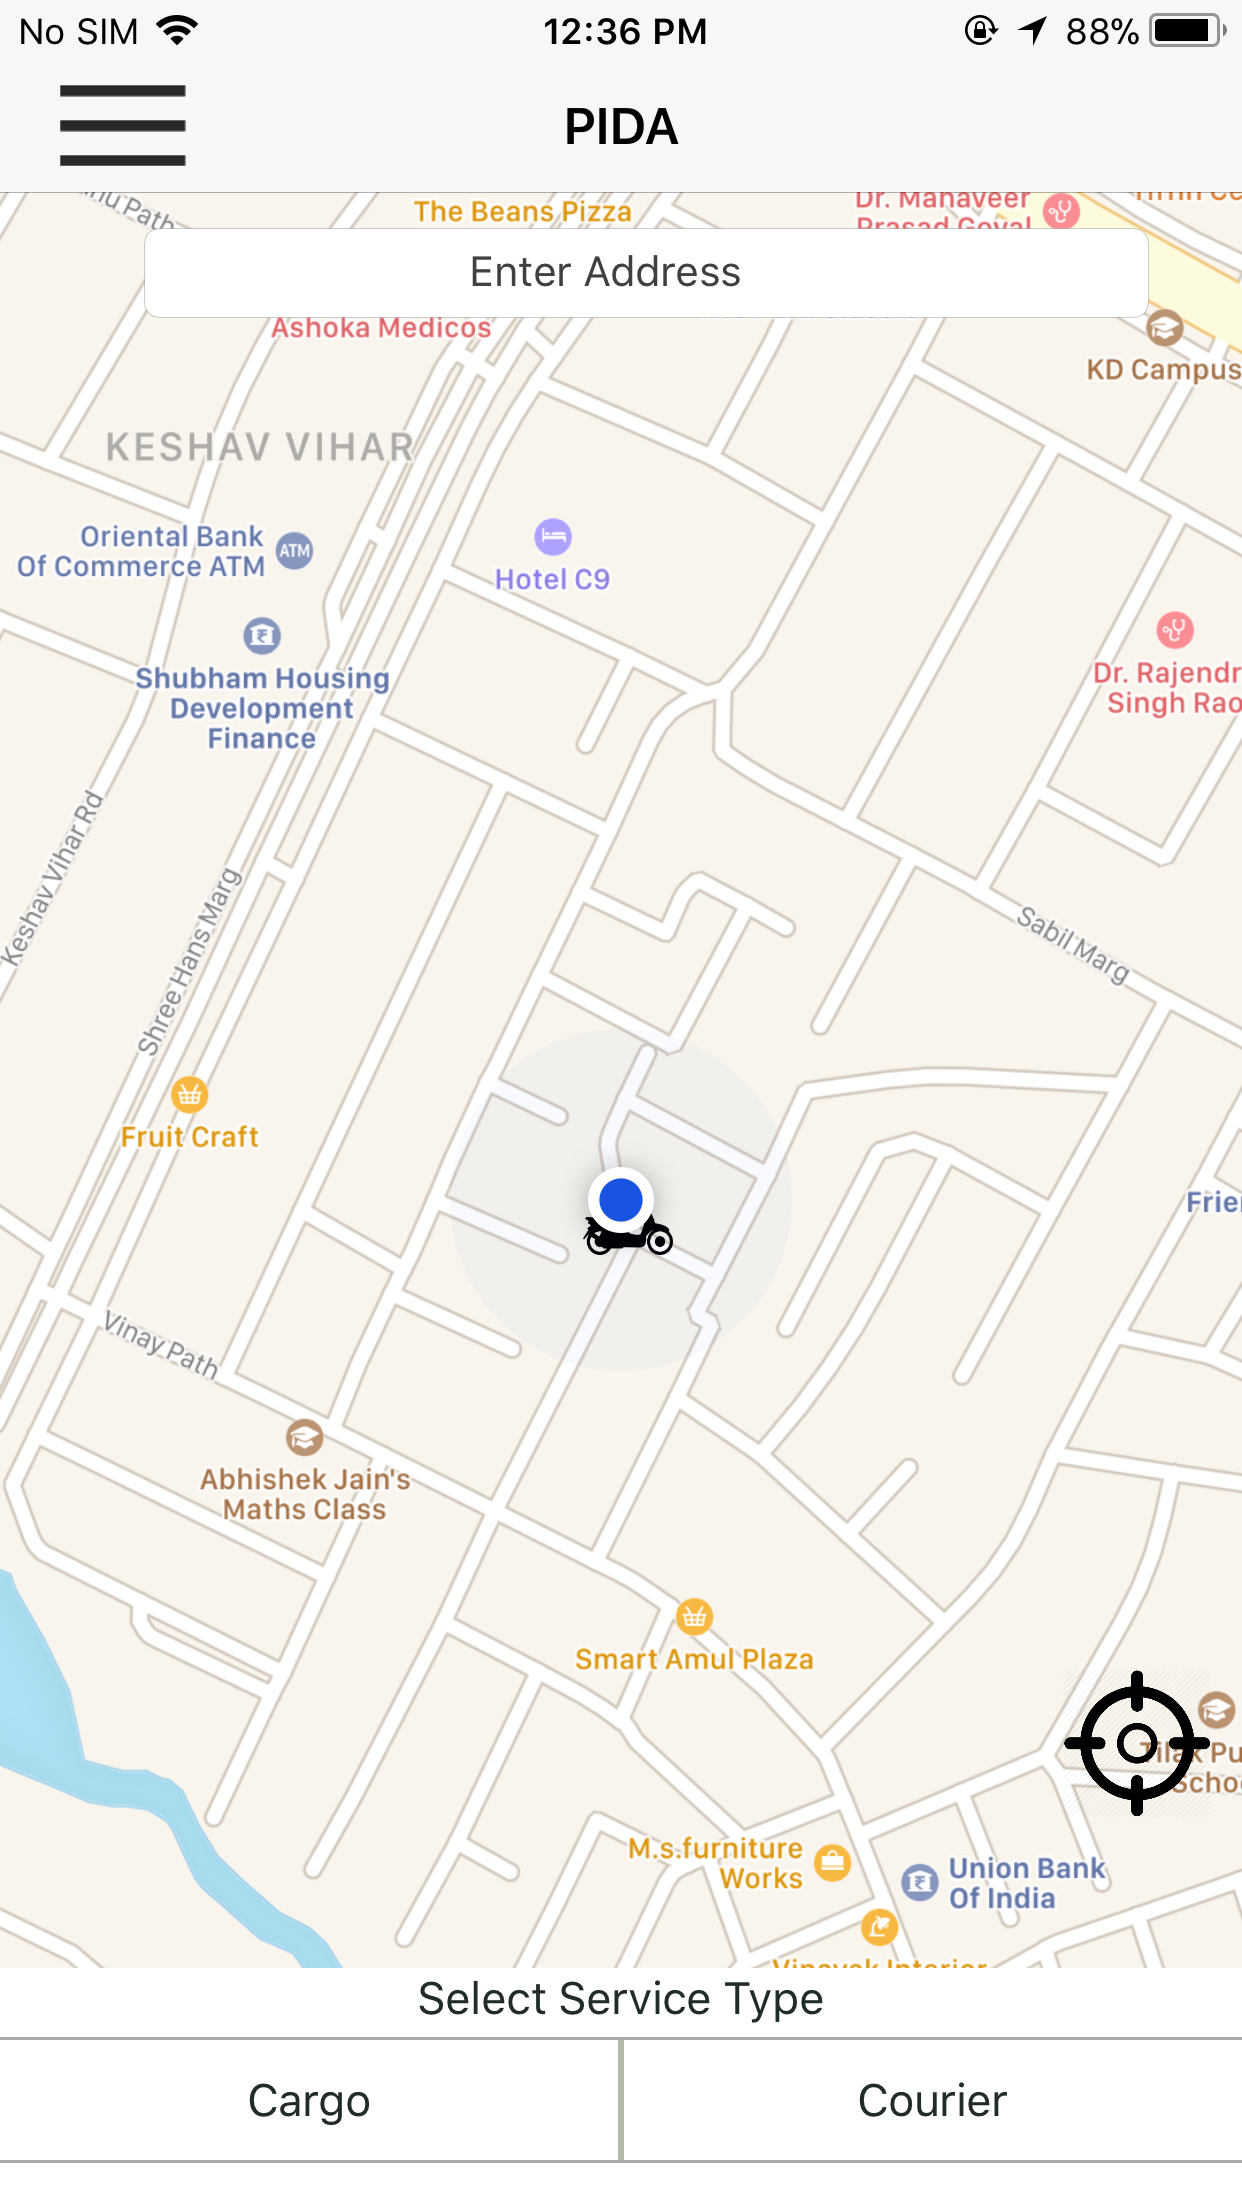 No SIM 12:36 PM 88%
PIDA
The Beans Pizza
Dr. Mahaveer
Prasad Goyal
Path
Enter Address
Ashoka Medicos
KD Campus
KESHAV VIHAR
Oriental Bank
Of Commerce ATM
ATM
Hotel C9
Shubham Housing
Development
Finance
Dr. Rajendr
Singh Rao
Keshav Vihar Rd
Shree Hans Marg
Sabil Marg
Fruit Craft
Frie
Vinay Path
Abhishek Jain's
Maths Class
Smart Amul Plaza
Tilak Pu
Scho
M.s.furniture
Works
Union Bank
Of India
Vinayak Interior
Select Service Type
Cargo
Courier